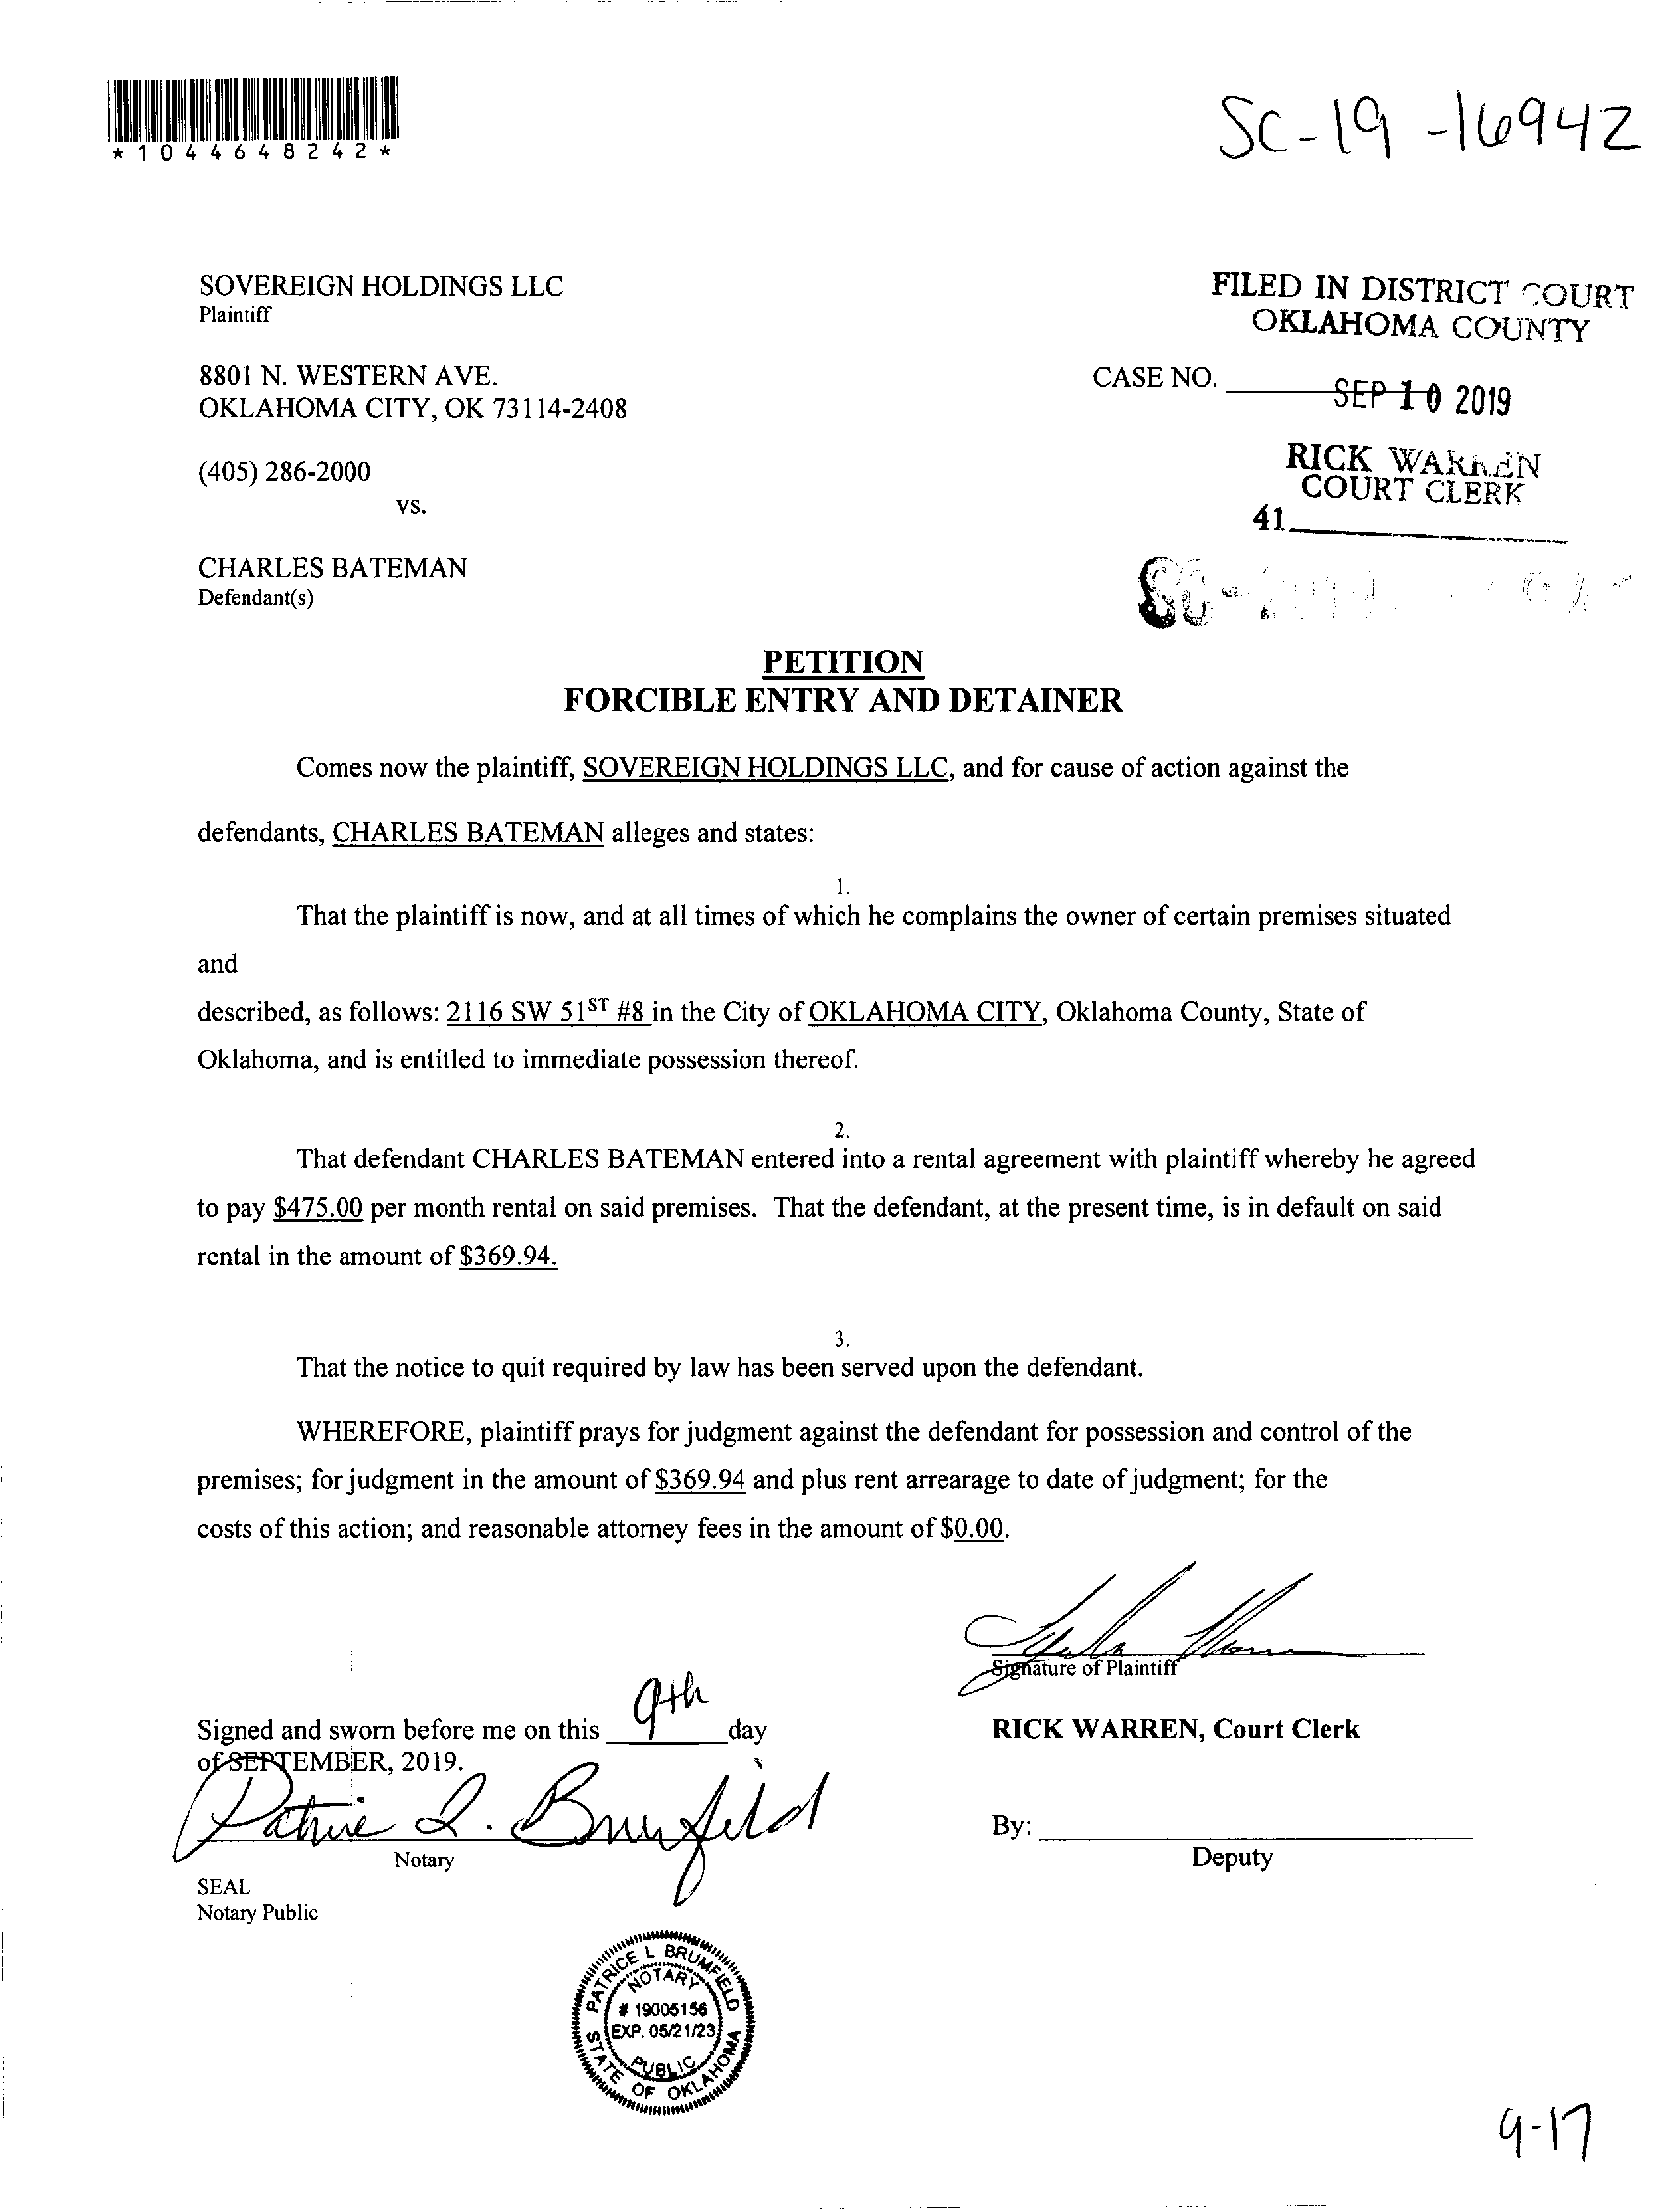 *1044648242*
SC-19-16942
SOVEREIGN HOLDINGS LLC
Plaintiff
FILED IN DISTRICT COURT
OKLAHOMA COUNTY
8801 N. WESTERN AVE.
OKLAHOMA CITY, OK 73114-2408
CASE NO.
SEP 10 2019
(405) 286-2000
RICK WARREN
COURT CLERK
vs.
41
CHARLES BATEMAN
Defendant(s)
PETITION
FORCIBLE ENTRY AND DETAINER
Comes now the plaintiff, SOVEREIGN HOLDINGS LLC, and for cause of action against the
defendants, CHARLES BATEMAN alleges and states:
1.
That the plaintiff is now, and at all times of which he complains the owner of certain premises situated
and
described, as follows: 2116 SW 51ST #8 in the City of OKLAHOMA CITY, Oklahoma County, State of
Oklahoma, and is entitled to immediate possession thereof.
2.
That defendant CHARLES BATEMAN entered into a rental agreement with plaintiff whereby he agreed
to pay $475.00 per month rental on said premises. That the defendant, at the present time, is in default on said
rental in the amount of $369.94.
3.
That the notice to quit required by law has been served upon the defendant.
WHEREFORE, plaintiff prays for judgment against the defendant for possession and control of the
premises; for judgment in the amount of $369.94 and plus rent arrearage to date of judgment; for the
costs of this action; and reasonable attorney fees in the amount of $0.00.
Signature of Plaintiff
Signed and sworn before me on this 9th day
of SEPTEMBER, 2019.
RICK WARREN, Court Clerk
Patrice L. Brumfield
Notary
By:
Deputy
SEAL
Notary Public
PATRICE L BRUMFIELD
NOTARY
# 19005156
EXP. 05/21/23
PUBLIC
STATE OF OKLAHOMA
9-17